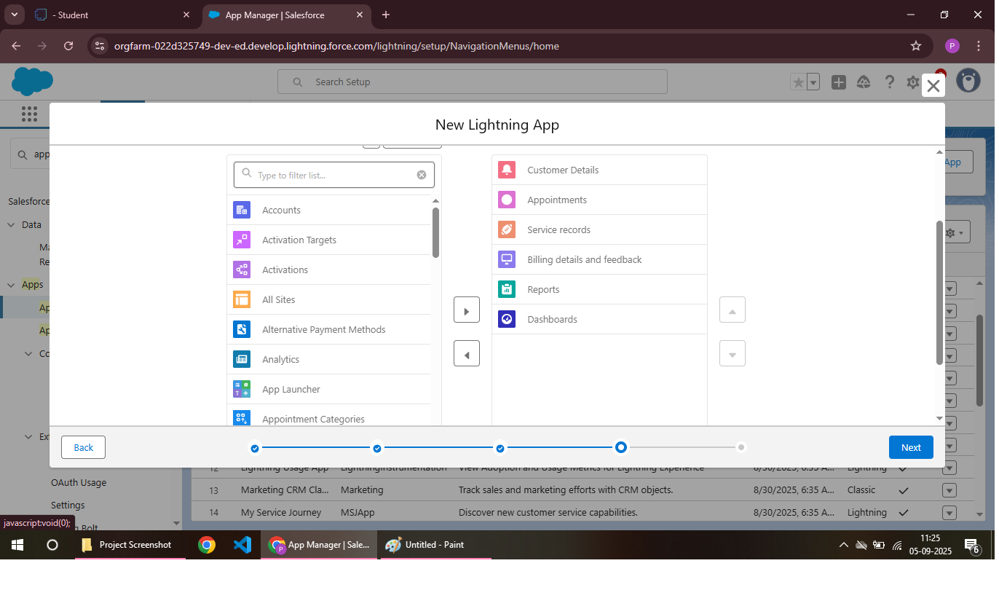 - Student
App Manager | Salesforce
orgfarm-022d325749-dev-ed.develop.lightning.force.com/lightning/setup/NavigationMenus/home
P
Search Setup
New Lightning App
app
App
Type to filter list...
Customer Details
Salesforce
Accounts
Appointments
Data
Activation Targets
Service records
Ma
Re
Activations
Billing details and feedback
Apps
All Sites
Reports
Ap
Alternative Payment Methods
Dashboards
Ap
Co
Analytics
App Launcher
Appointment Categories
Ex
Back
Next
12 Lightning Usage App LightningInstrumentation View Adoption and Usage Metrics for Lightning Experience 8/30/2025, 6:35 A... Lightning
OAuth Usage
13 Marketing CRM Cla... Marketing Track sales and marketing efforts with CRM objects. 8/30/2025, 6:35 A... Classic
Settings
14 My Service Journey MSJApp Discover new customer service capabilities. 8/30/2025, 6:35 A... Lightning
javascript:void(0);
Bolt
Project Screenshot
P
App Manager | Sale...
Untitled - Paint
11:25
05-09-2025
6